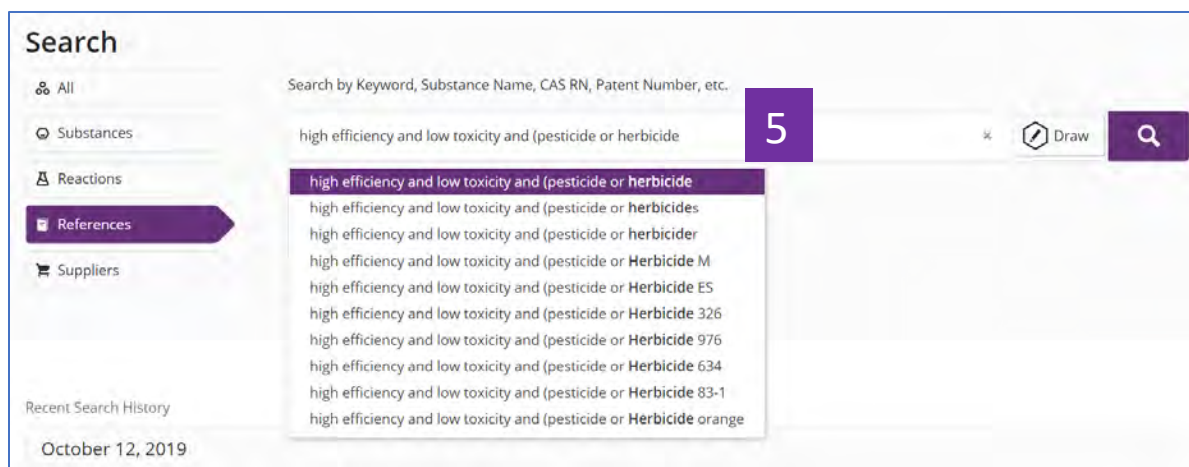 Search
All
Search by Keyword, Substance Name, CAS RN, Patent Number, etc.
Substances
high efficiency and low toxicity and (pesticide or herbicide
5
× Draw
Reactions
high efficiency and low toxicity and (pesticide or herbicide
high efficiency and low toxicity and (pesticide or herbicides
References
high efficiency and low toxicity and (pesticide or herbicider
high efficiency and low toxicity and (pesticide or Herbicide M
Suppliers
high efficiency and low toxicity and (pesticide or Herbicide ES
high efficiency and low toxicity and (pesticide or Herbicide 326
high efficiency and low toxicity and (pesticide or Herbicide 976
high efficiency and low toxicity and (pesticide or Herbicide 634
high efficiency and low toxicity and (pesticide or Herbicide 83-1
high efficiency and low toxicity and (pesticide or Herbicide orange
Recent Search History
October 12, 2019